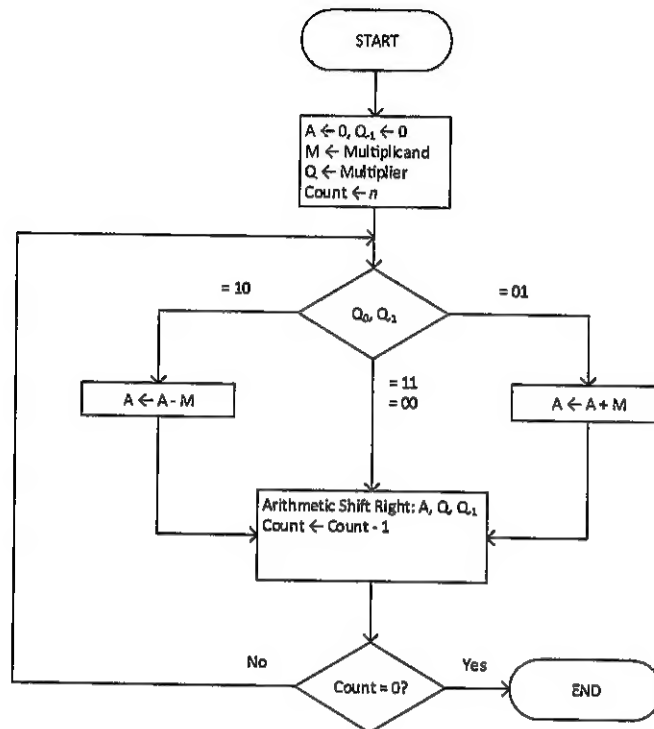 START
A ← 0, Q₋₁ ← 0
M ← Multiplicand
Q ← Multiplier
Count ← n
= 10
Q₀, Q₋₁
= 01
A ← A - M
= 11
= 00
A ← A + M
Arithmetic Shift Right: A, Q, Q₋₁
Count ← Count - 1
No
Count = 0?
Yes
END